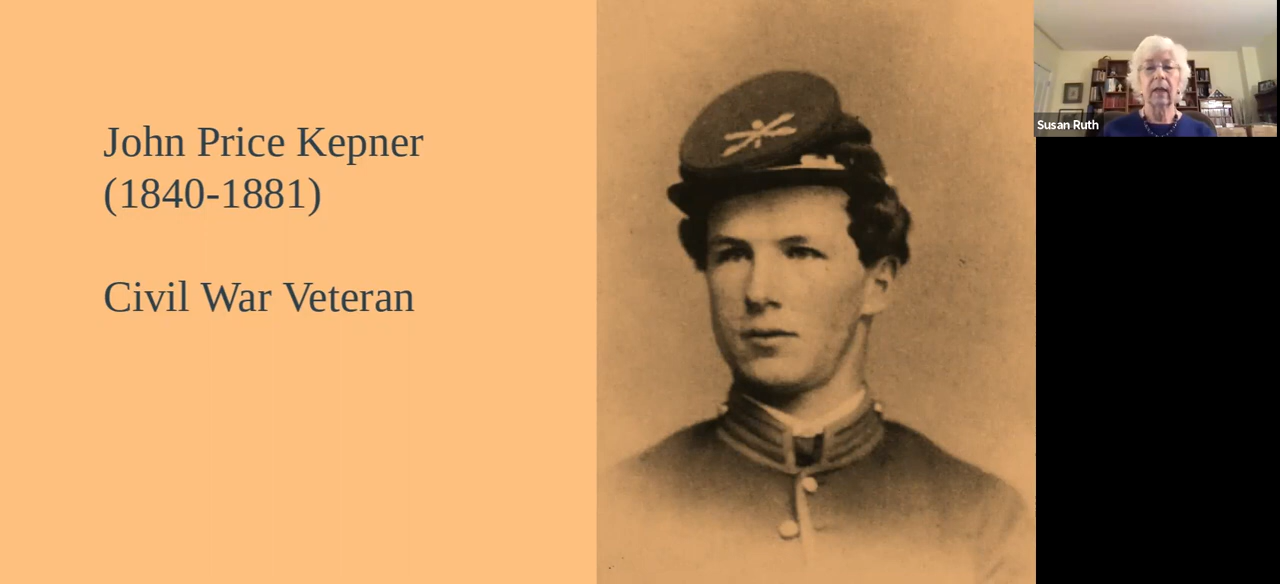 John Price Kepner
(1840-1881)
Civil War Veteran
Susan Ruth